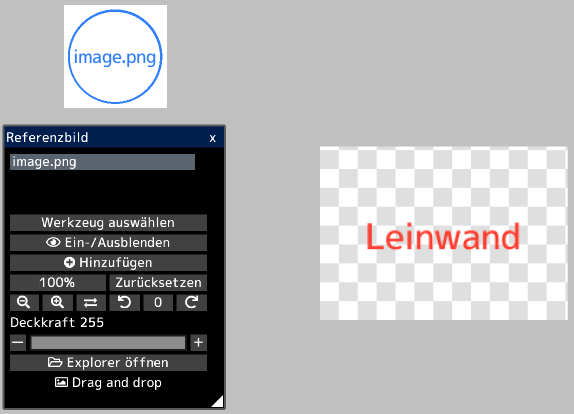 image.png
Referenzbild x
image.png
Leinwand
Werkzeug auswählen
Ein-/Ausblenden
Hinzufügen
100% Zurücksetzen
0
Deckkraft 255
Explorer öffnen
Drag and drop